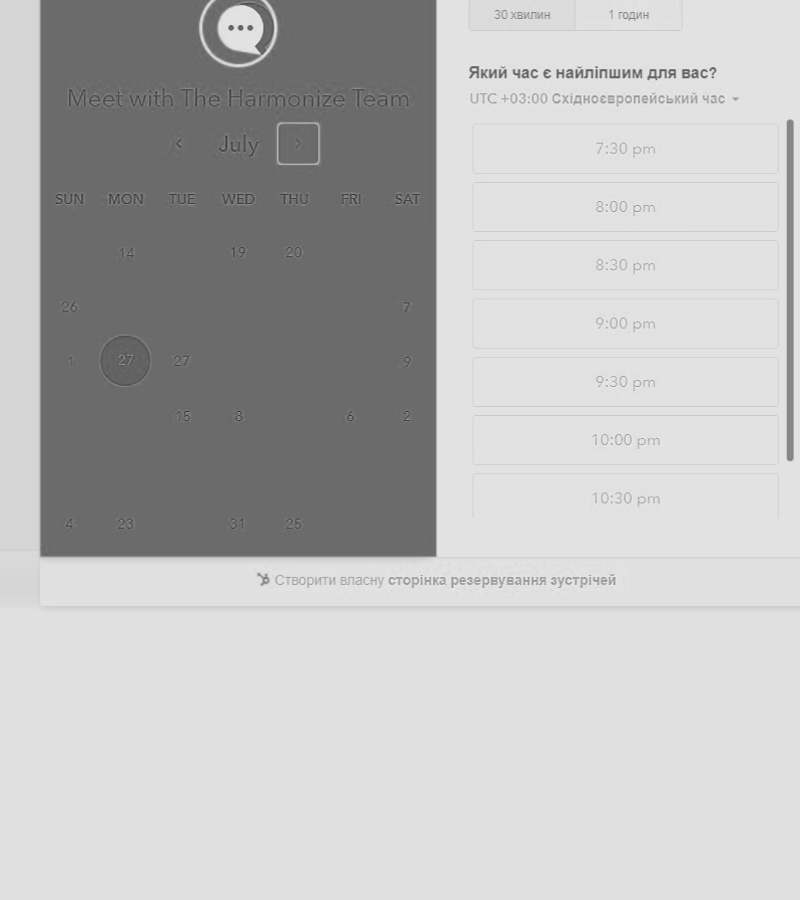 Meet with The Harmonize Team
July
SUN MON TUE WED THU FRI SAT
14 19 20
26 7
1 27 27 9
15 8 6 2
4 23 31 25
30 хвилин 1 годин
Який час є найліпшим для вас?
UTC +03:00 Східноєвропейський час
7:30 pm
8:00 pm
8:30 pm
9:00 pm
9:30 pm
10:00 pm
10:30 pm
Створити власну сторінка резервування зустрічей